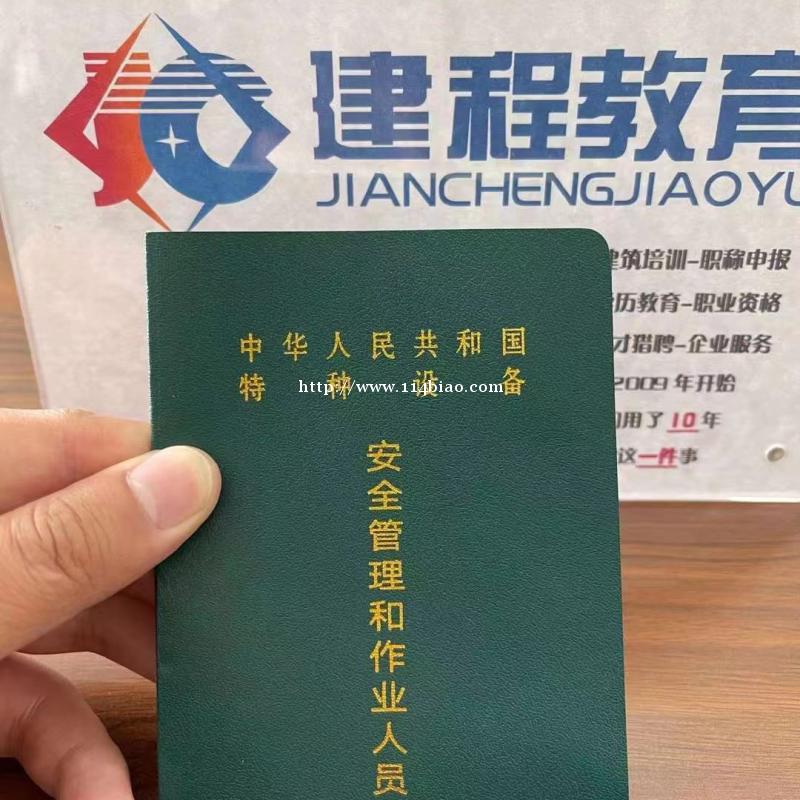 建程教育
JIANCHENGJIAOYU
建筑培训-职称申报
历教育-职业资格
才猎聘-企业服务
2009年开始
用了10年
这一件事
中华人民共和国
特种设备
http://www.114biao.com
安全管理和作业人员